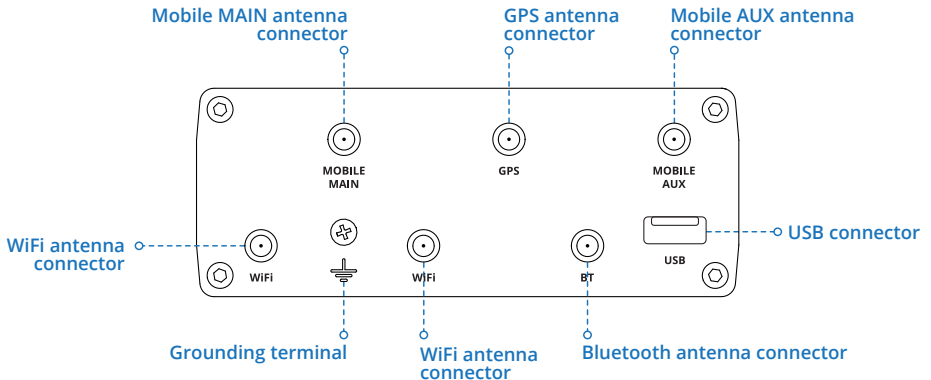 Mobile MAIN antenna
connector
GPS antenna
connector
Mobile AUX antenna
connector
MOBILE
MAIN
GPS
MOBILE
AUX
WiFi antenna
connector
WiFi
WiFi
BT
USB
USB connector
Grounding terminal
WiFi antenna
connector
Bluetooth antenna connector